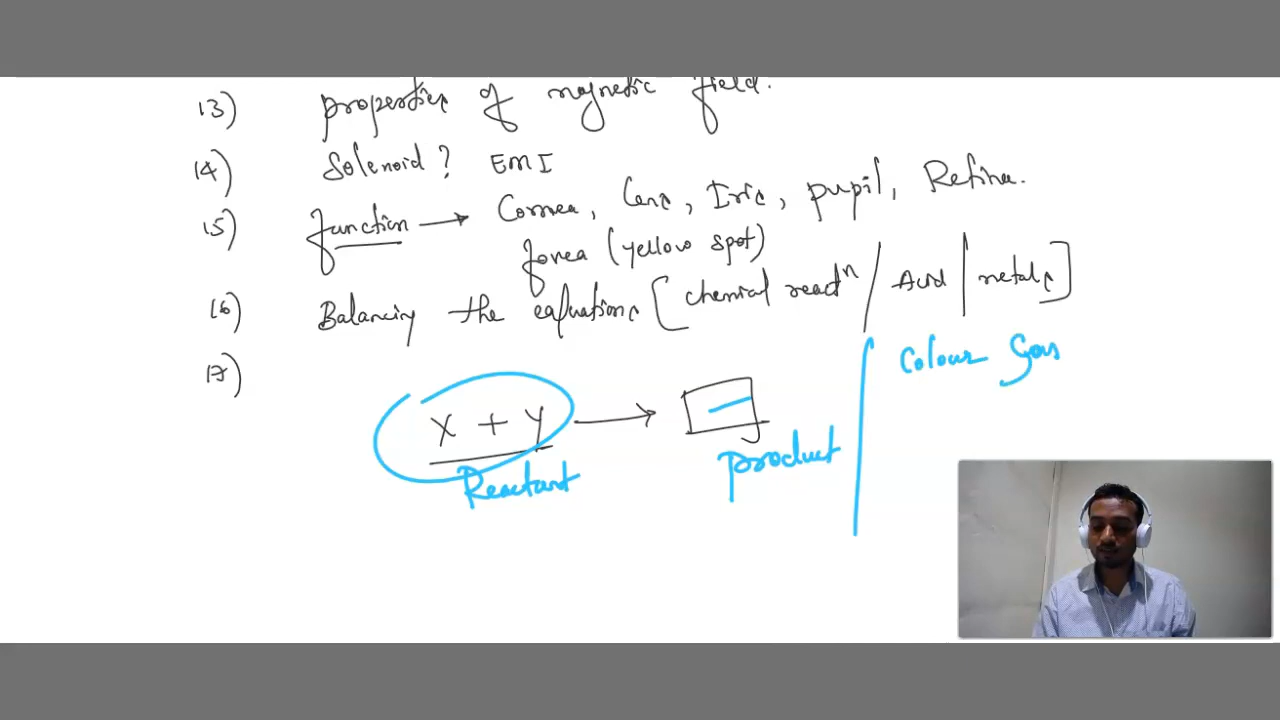 13) properties of magnetic field.
14) Solenoid? EMI
15) function → Cornea, Lens, Iris, pupil, Retina.
fovea (yellow spot)
16) Balancing the equations [chemical reactⁿ / Acid | metals]
17)
Colour Gas
X + Y →
Reactant
product